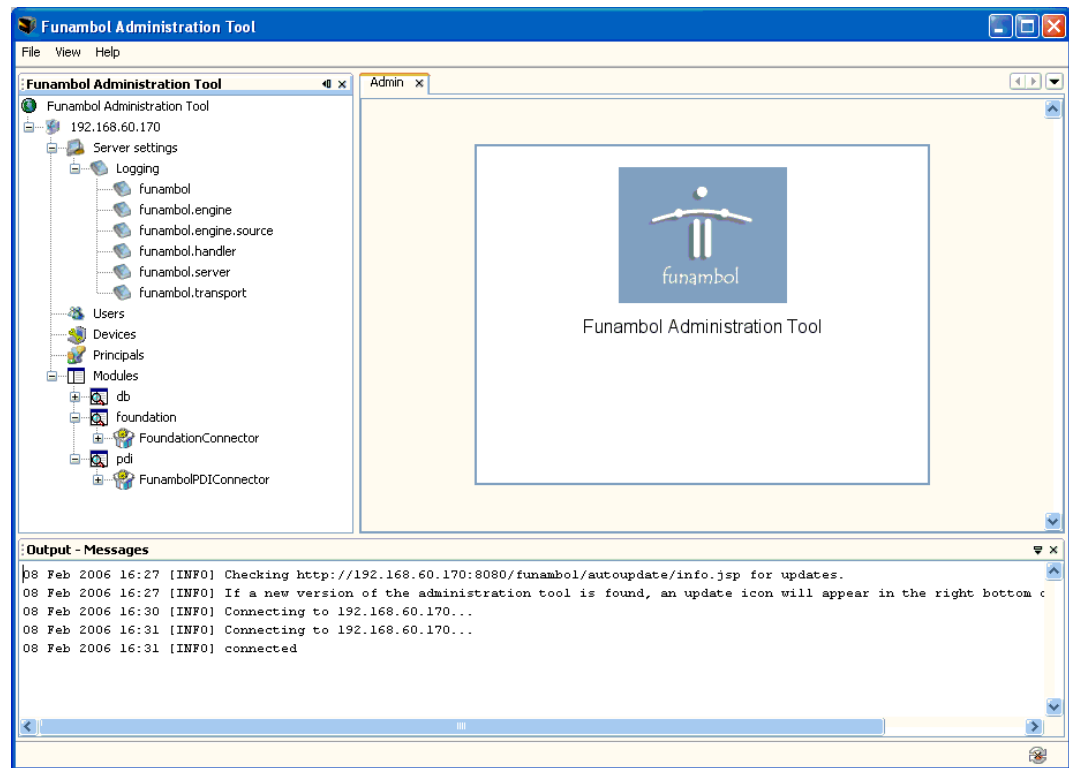 Funambol Administration Tool
File View Help
Funambol Administration Tool
Admin
Funambol Administration Tool
192.168.60.170
Server settings
Logging
funambol
funambol.engine
funambol.engine.source
funambol.handler
funambol.server
funambol.transport
Users
Devices
Principals
Modules
db
foundation
FoundationConnector
pdi
FunambolPDIConnector
funambol
Funambol Administration Tool
Output - Messages
08 Feb 2006 16:27 [INFO] Checking http://192.168.60.170:8080/funambol/autoupdate/info.jsp for updates.
08 Feb 2006 16:27 [INFO] If a new version of the administration tool is found, an update icon will appear in the right bottom
08 Feb 2006 16:30 [INFO] Connecting to 192.168.60.170...
08 Feb 2006 16:31 [INFO] Connecting to 192.168.60.170...
08 Feb 2006 16:31 [INFO] connected